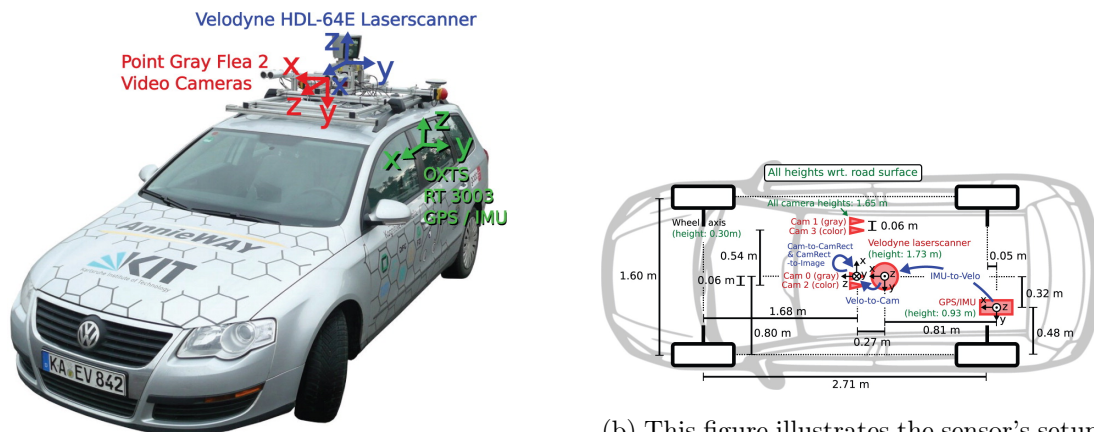 Velodyne HDL-64E Laserscanner
Point Gray Flea 2
Video Cameras
z
y
x
x
z
y
z
y
x
OXTS
RT 3003
GPS / IMU
AnnieWAY
KIT
Karlsruhe Institute of Technology
KA EV 842
All heights wrt. road surface
All camera heights: 1.65 m
Wheel axis
(height: 0.30m)
Cam 1 (gray)
Cam 3 (color)
0.06 m
Velodyne laserscanner
(height: 1.73 m)
Cam-to-CamRect
& CamRect
-to-Image
0.54 m
0.05 m
1.60 m
x
x
x
z
y
z
y
Cam 0 (gray)
Cam 2 (color)
0.06 m
IMU-to-Velo
Velo-to-Cam
0.32 m
GPS/IMU
(height: 0.93 m)
x
z
y
1.68 m
0.80 m
0.27 m
0.81 m
0.48 m
2.71 m
(b) This figure illustrates the sensor's setup